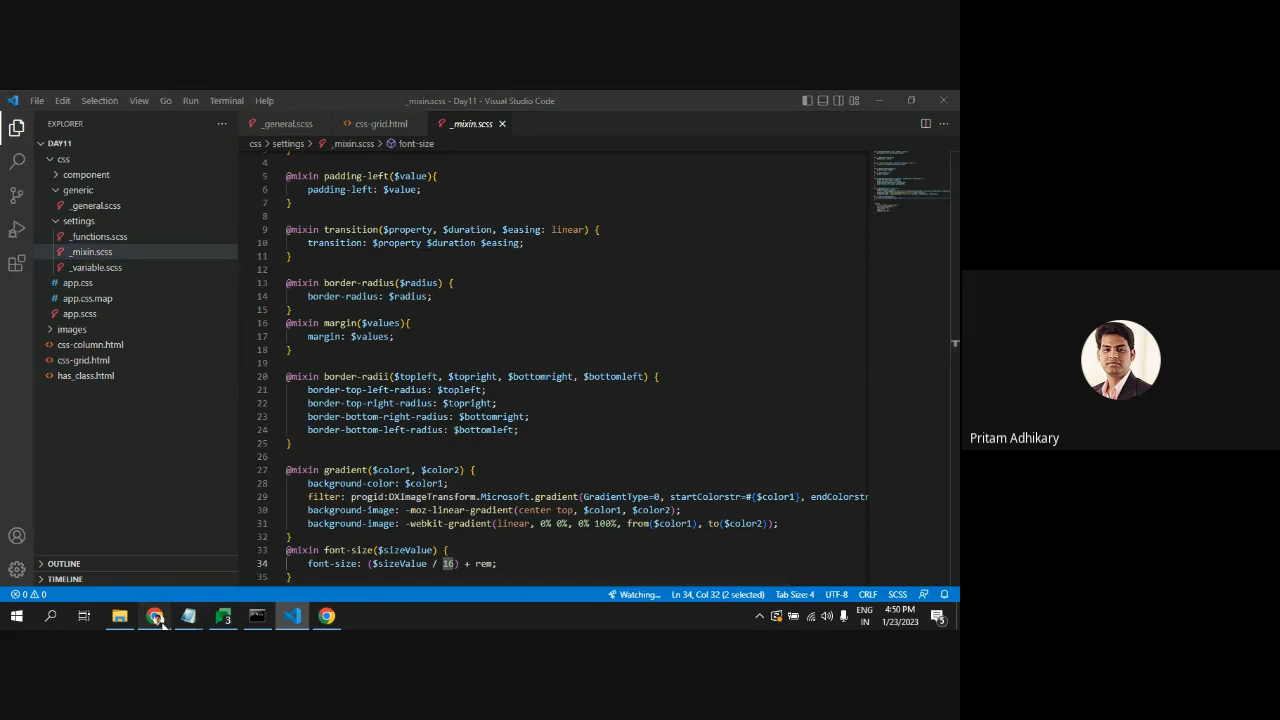 File Edit Selection View Go Run Terminal Help
_mixin.scss - Day11 - Visual Studio Code
EXPLORER
_general.scss
css-grid.html
_mixin.scss
css
settings
_mixin.scss
font-size
DAY11
css
component
generic
_general.scss
settings
_functions.scss
_mixin.scss
_variable.scss
app.css
app.css.map
app.scss
images
css-column.html
css-grid.html
has_class.html
OUTLINE
TIMELINE
4
5 @mixin padding-left($value){
6 padding-left: $value;
7 }
8
9 @mixin transition($property, $duration, $easing: linear) {
10 transition: $property $duration $easing;
11 }
12
13 @mixin border-radius($radius) {
14 border-radius: $radius;
15 }
16 @mixin margin($values){
17 margin: $values;
18 }
19
20 @mixin border-radii($topleft, $topright, $bottomright, $bottomleft) {
21 border-top-left-radius: $topleft;
22 border-top-right-radius: $topright;
23 border-bottom-right-radius: $bottomright;
24 border-bottom-left-radius: $bottomleft;
25 }
26
27 @mixin gradient($color1, $color2) {
28 background-color: $color1;
29 filter: progid:DXImageTransform.Microsoft.gradient(GradientType=0, startColorstr=#{$color1}, endColorstr
30 background-image: -moz-linear-gradient(center top, $color1, $color2);
31 background-image: -webkit-gradient(linear, 0% 0%, 0% 100%, from($color1), to($color2));
32 }
33 @mixin font-size($sizeValue) {
34 font-size: ($sizeValue / 16) + rem;
35 }
0 0
Watching...
Ln 34, Col 32 (2 selected)
Tab Size: 4
UTF-8
CRLF
SCSS
3
ENG
IN
4:50 PM
1/23/2023
5
Pritam Adhikary